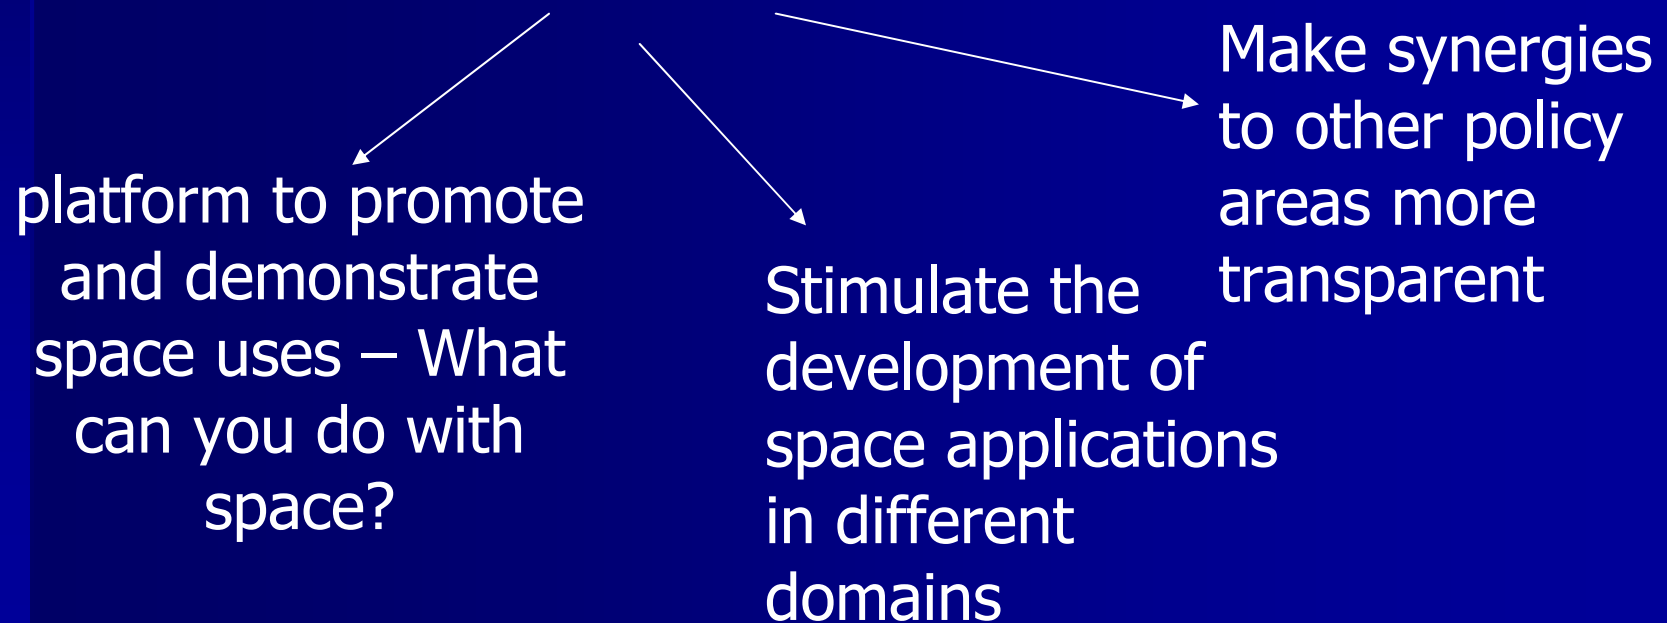 platform to promote
and demonstrate
space uses – What
can you do with
space?
Stimulate the
development of
space applications
in different
domains
Make synergies
to other policy
areas more
transparent